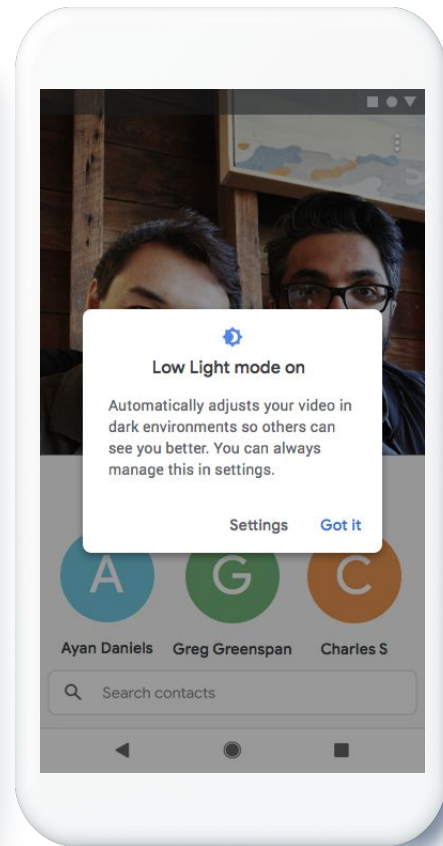 Low Light mode on
Automatically adjusts your video in
dark environments so others can
see you better. You can always
manage this in settings.
Settings Got it
A G C
Ayan Daniels Greg Greenspan Charles S
Search contacts